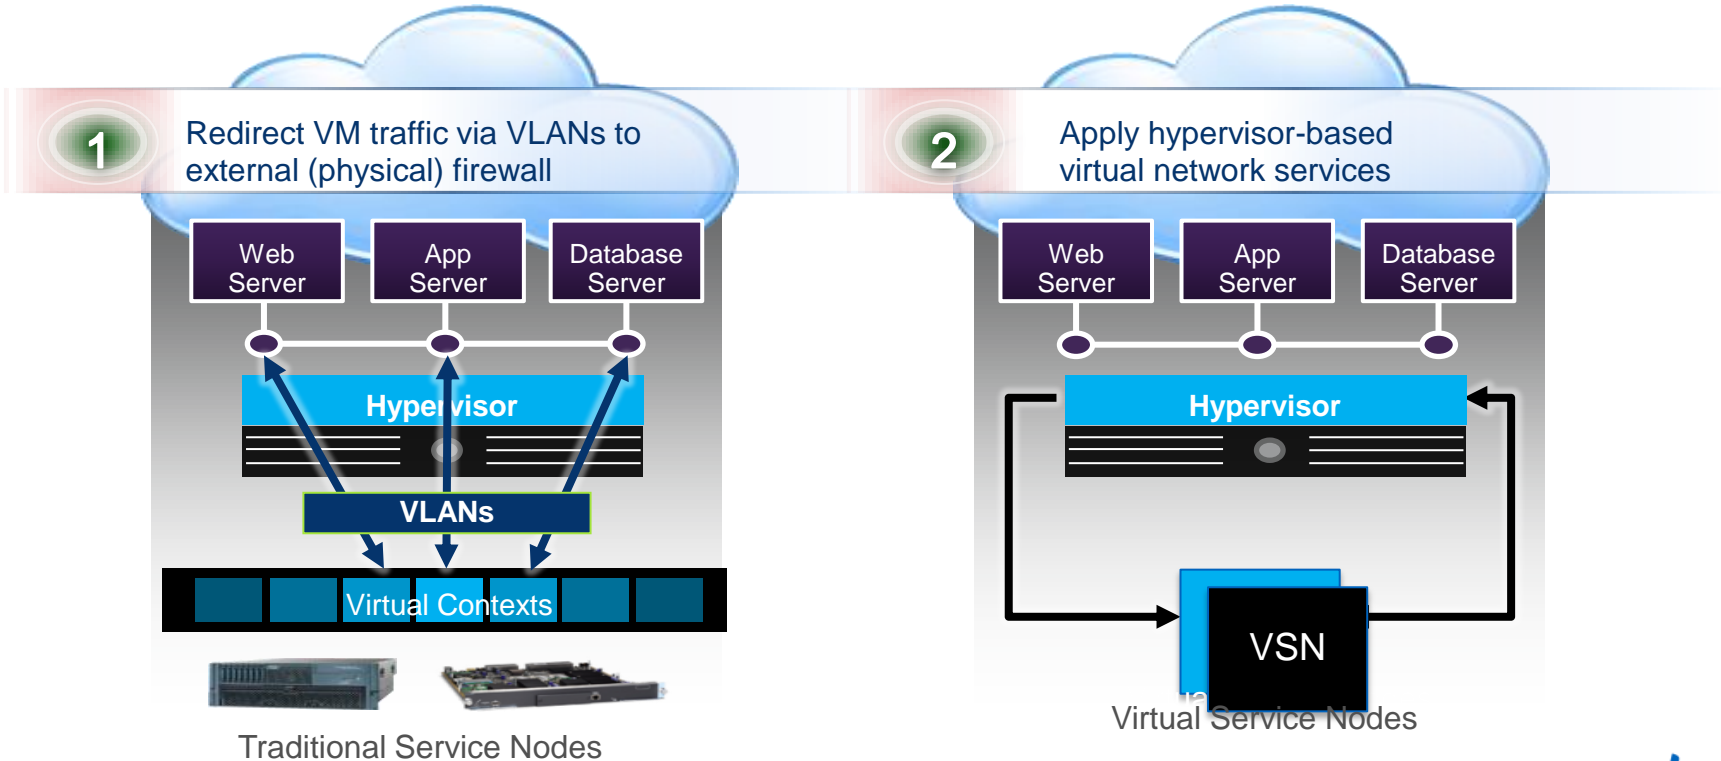 1
Redirect VM traffic via VLANs to
external (physical) firewall
Web
Server
App
Server
Database
Server
Hypervisor
VLANs
Virtual Contexts
Traditional Service Nodes
2
Apply hypervisor-based
virtual network services
Web
Server
App
Server
Database
Server
Hypervisor
VSN
Virtual Service Nodes